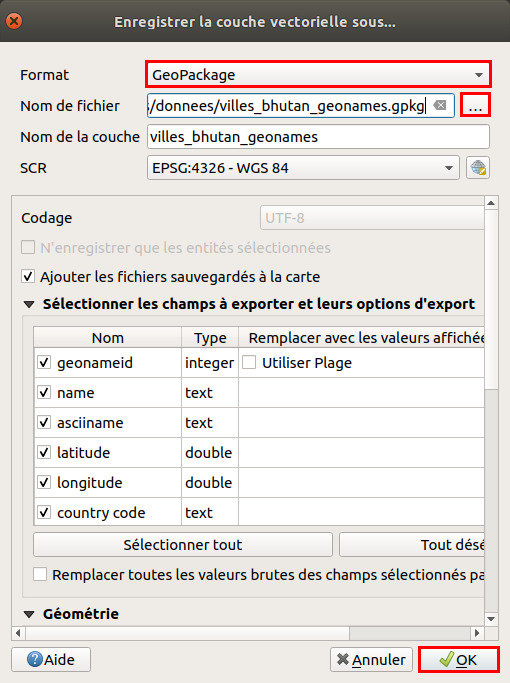 Enregistrer la couche vectorielle sous...
Format GeoPackage
Nom de fichier /donnees/villes_bhutan_geonames.gpkg ...
Nom de la couche villes_bhutan_geonames
SCR EPSG:4326 - WGS 84
Codage UTF-8
N'enregistrer que les entités sélectionnées
Ajouter les fichiers sauvegardés à la carte
Sélectionner les champs à exporter et leurs options d'export
Nom Type Remplacer avec les valeurs affichée
geonameid integer Utiliser Plage
name text
asciiname text
latitude double
longitude double
country code text
Sélectionner tout Tout désé
Remplacer toutes les valeurs brutes des champs sélectionnés pa
Géométrie
Aide Annuler OK